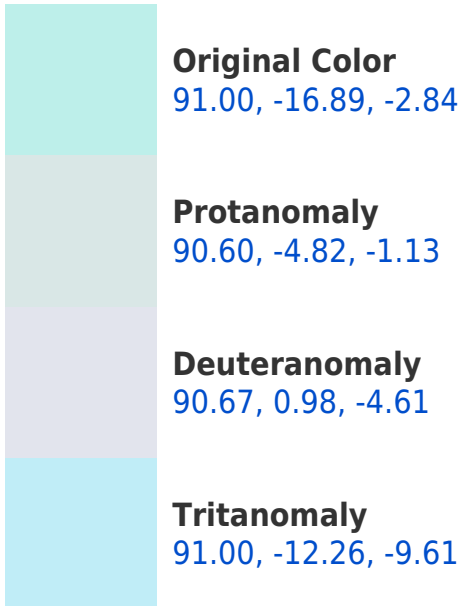 Original Color
91.00, -16.89, -2.84
Protanomaly
90.60, -4.82, -1.13
Deuteranomaly
90.67, 0.98, -4.61
Tritanomaly
91.00, -12.26, -9.61